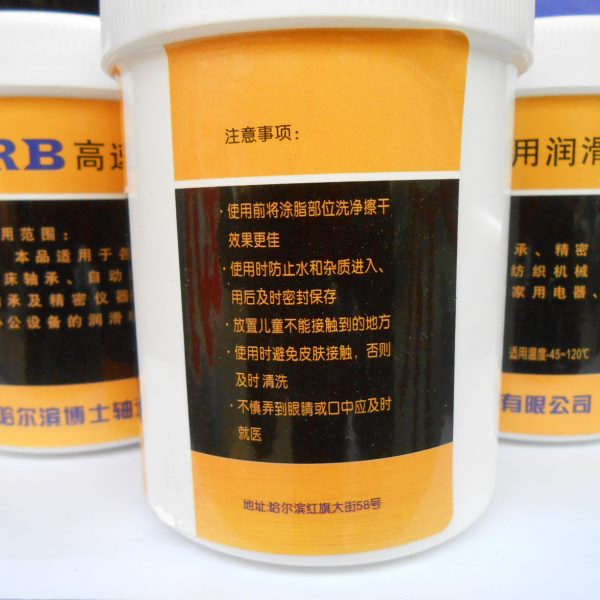 注意事项：
·使用前将涂脂部位洗净擦干
效果更佳
·使用时防止水和杂质进入、
用后及时密封保存
·放置儿童不能接触到的地方
·使用时避免皮肤接触，否则
及时清洗
·不慎弄到眼睛或口中应及时
就医
地址:哈尔滨红旗大街58号
RB 高速
用范围：
本品适用于各
床轴承、自动
承及精密仪器
公设备的润滑
哈尔滨博士轴
用润滑
承、精密
纺织机械
家用电器、
适用温度-45~120℃
有限公司